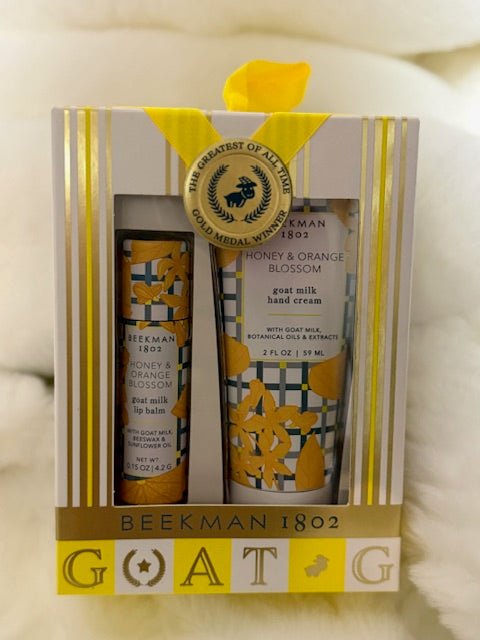 THE GREATEST OF ALL TIME
GOLD MEDAL WINNER
BEEKMAN
1802
HONEY &
ORANGE
BLOSSOM
goat milk
lip balm
WITH GOAT MILK,
BEESWAX &
SUNFLOWER OIL
NET WT
0.15 OZ | 4.2 G
BEEKMAN
1802
HONEY & ORANGE
BLOSSOM
goat milk
hand cream
WITH GOAT MILK,
BOTANICAL OILS & EXTRACTS
2 FL OZ | 59 ML
BEEKMAN 1802
G AT G